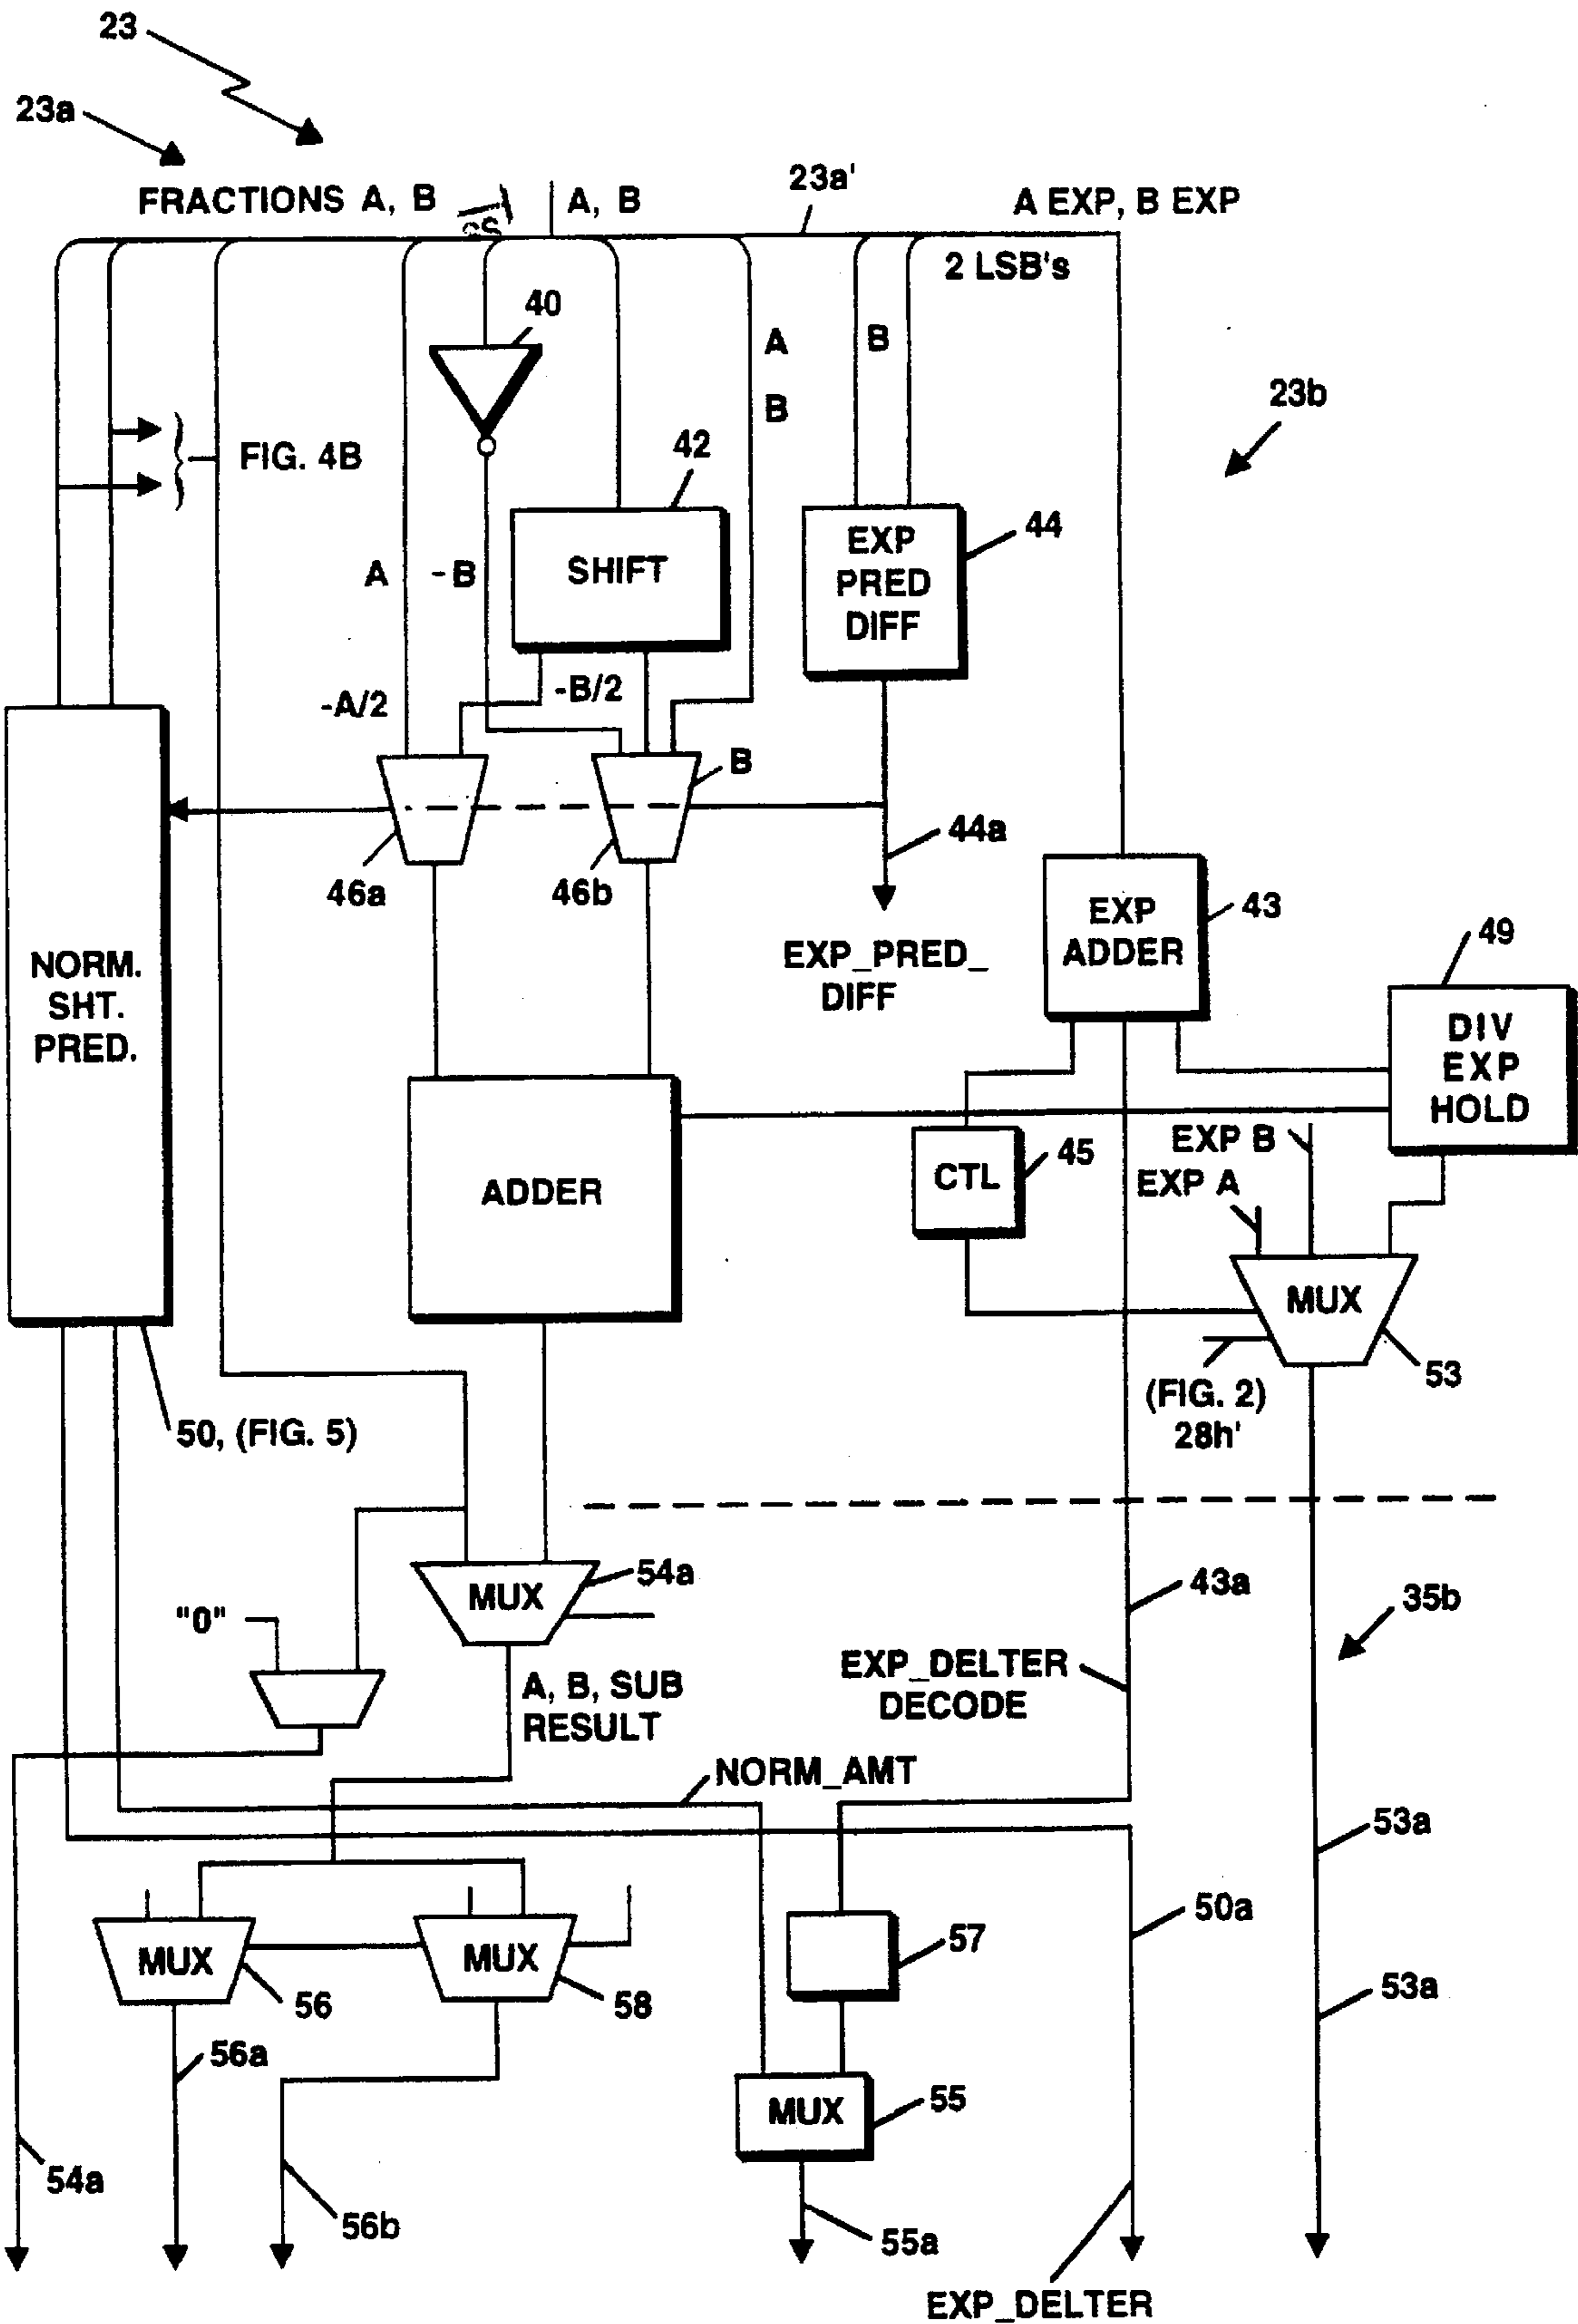 23
23a
FRACTIONS A, B
A, B
23a'
A EXP, B EXP
2 LSB's
40
A
B
B
23b
FIG. 4B
42
SHIFT
EXP
PRED
DIFF
44
A
-B
-A/2
-B/2
B
44a
46a
46b
EXP
ADDER
43
NORM.
SHT.
PRED.
EXP_PRED_
DIFF
49
DIV
EXP
HOLD
ADDER
CTL
45
EXP B
EXP A
MUX
53
(FIG. 2)
28h'
50, (FIG. 5)
MUX
54a
43a
35b
"0"
A, B, SUB
RESULT
EXP_DELTER
DECODE
NORM_AMT
53a
50a
MUX
56
MUX
58
57
53a
56a
MUX
55
54a
56b
55a
EXP_DELTER